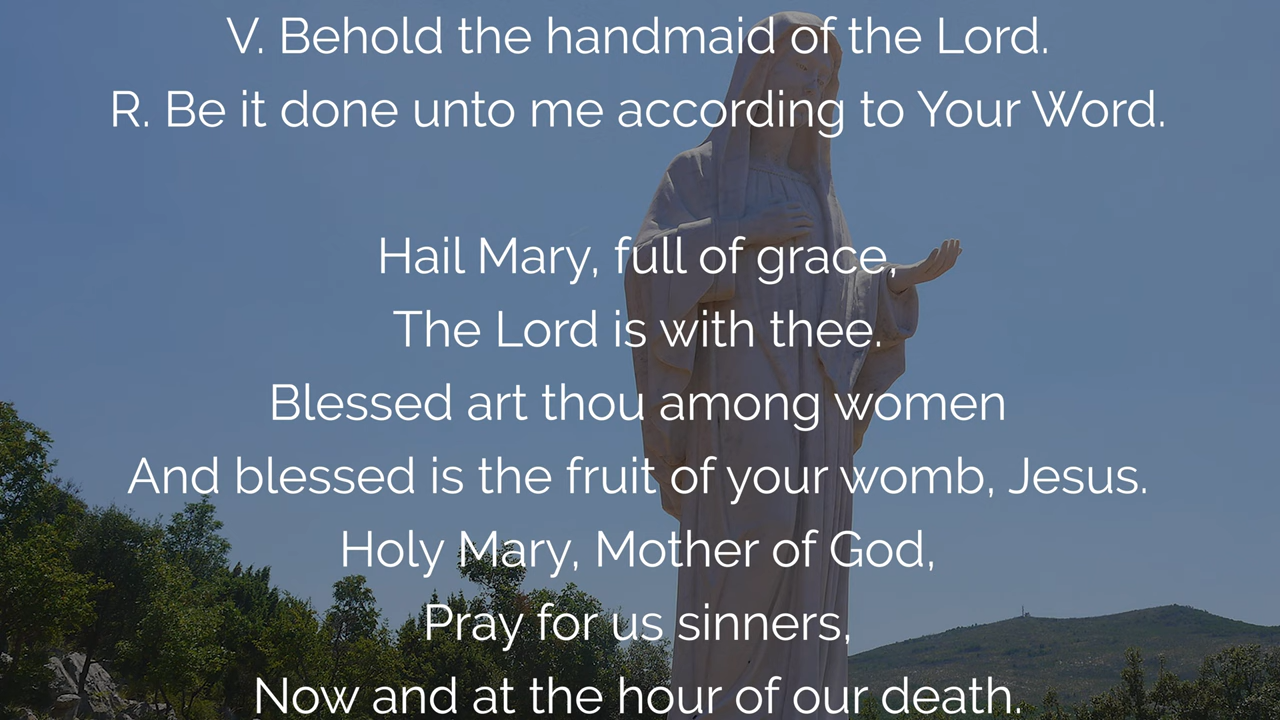 V. Behold the handmaid of the Lord.
R. Be it done unto me according to Your Word.
Hail Mary, full of grace,
The Lord is with thee.
Blessed art thou among women
And blessed is the fruit of your womb, Jesus.
Holy Mary, Mother of God,
Pray for us sinners,
Now and at the hour of our death.